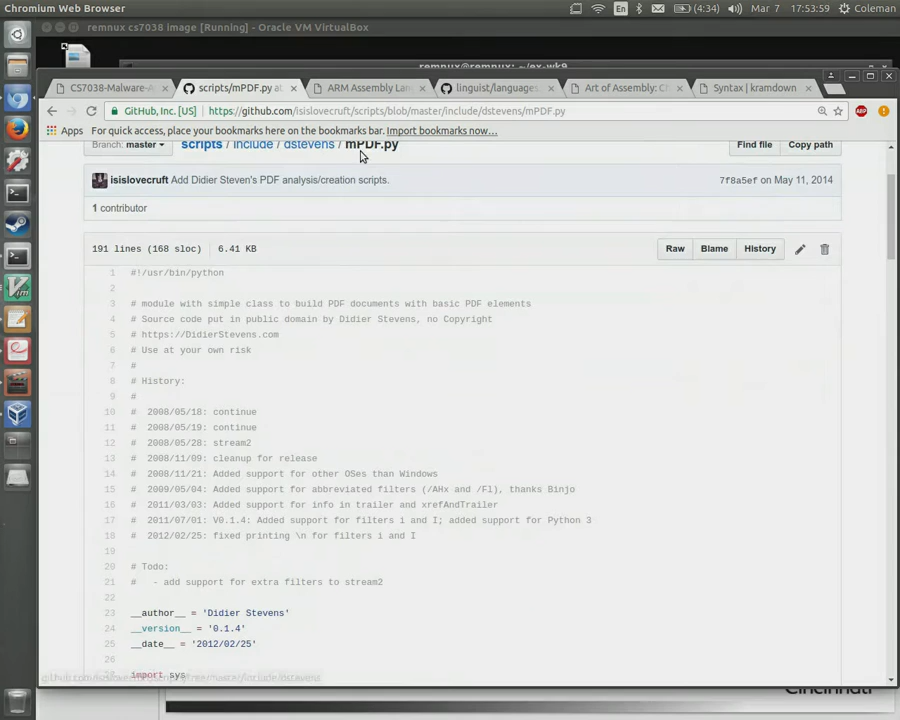 Chromium Web Browser En (4:34) Mar 7 17:53:59 Coleman
remnux cs7038 image [Running] - Oracle VM VirtualBox
remnux@remnux: ~/ex-wk9
CS7038-Malware-A scripts/mPDF.py at ARM Assembly Lan linguist/languages Art of Assembly: Ch Syntax | kramdown
GitHub, Inc. [US] https://github.com/isislovecruft/scripts/blob/master/include/dstevens/mPDF.py
Apps For quick access, place your bookmarks here on the bookmarks bar. Import bookmarks now...
Branch: master scripts / include / dstevens / mPDF.py Find file Copy path
isislovecruft Add Didier Steven's PDF analysis/creation scripts. 7f8a5ef on May 11, 2014
1 contributor
191 lines (168 sloc) 6.41 KB Raw Blame History
1 #!/usr/bin/python
2
3 # module with simple class to build PDF documents with basic PDF elements
4 # Source code put in public domain by Didier Stevens, no Copyright
5 # https://DidierStevens.com
6 # Use at your own risk
7 #
8 # History:
9 #
10 # 2008/05/18: continue
11 # 2008/05/19: continue
12 # 2008/05/28: stream2
13 # 2008/11/09: cleanup for release
14 # 2008/11/21: Added support for other OSes than Windows
15 # 2009/05/04: Added support for abbreviated filters (/AHx and /Fl), thanks Binjo
16 # 2011/03/03: Added support for info in trailer and xrefAndTrailer
17 # 2011/07/01: V0.1.4: Added support for filters i and I; added support for Python 3
18 # 2012/02/25: fixed printing \n for filters i and I
19
20 # Todo:
21 # - add support for extra filters to stream2
22
23 __author__ = 'Didier Stevens'
24 __version__ = '0.1.4'
25 __date__ = '2012/02/25'
26
import sys
Cincinnati